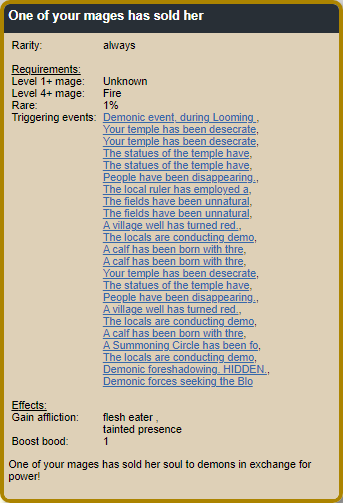 One of your mages has sold her
Rarity: always
Requirements:
Level 1+ mage: Unknown
Level 4+ mage: Fire
Rare: 1%
Triggering events: Demonic event, during Looming ,
Your temple has been desecrate,
Your temple has been desecrate,
The statues of the temple have,
The statues of the temple have,
People have been disappearing.,
The local ruler has employed a,
The fields have been unnatural,
The fields have been unnatural,
A village well has turned red.,
The locals are conducting demo,
A calf has been born with thre,
A calf has been born with thre,
Your temple has been desecrate,
The statues of the temple have,
People have been disappearing.,
A village well has turned red.,
The locals are conducting demo,
A calf has been born with thre,
A Summoning Circle has been fo,
The locals are conducting demo,
Demonic foreshadowing. HIDDEN.,
Demonic forces seeking the Blo
Effects:
Gain affliction: flesh eater ,
tainted presence
Boost bood: 1
One of your mages has sold her soul to demons in exchange for
power!